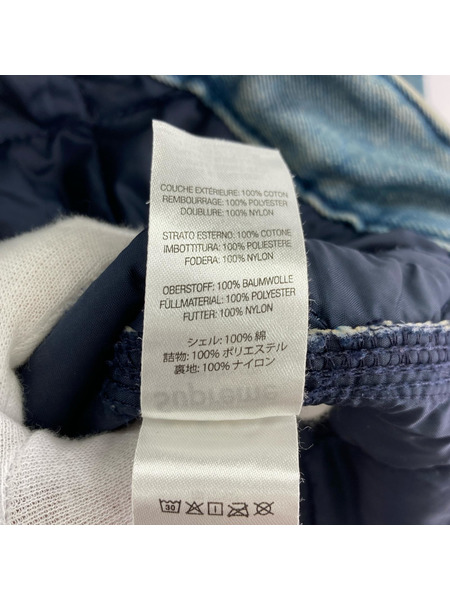 COUCHE EXTÉRIEURE: 100% COTON
REMBOURRAGE: 100% POLYESTER
DOUBLURE: 100% NYLON
STRATO ESTERNO: 100% COTONE
IMBOTTITURA: 100% POLIESTERE
FODERA: 100% NYLON
OBERSTOFF: 100% BAUMWOLLE
FÜLLMATERIAL: 100% POLYESTER
FUTTER: 100% NYLON
シェル: 100% 綿
詰物: 100% ポリエステル
裏地: 100% ナイロン
Supreme
30